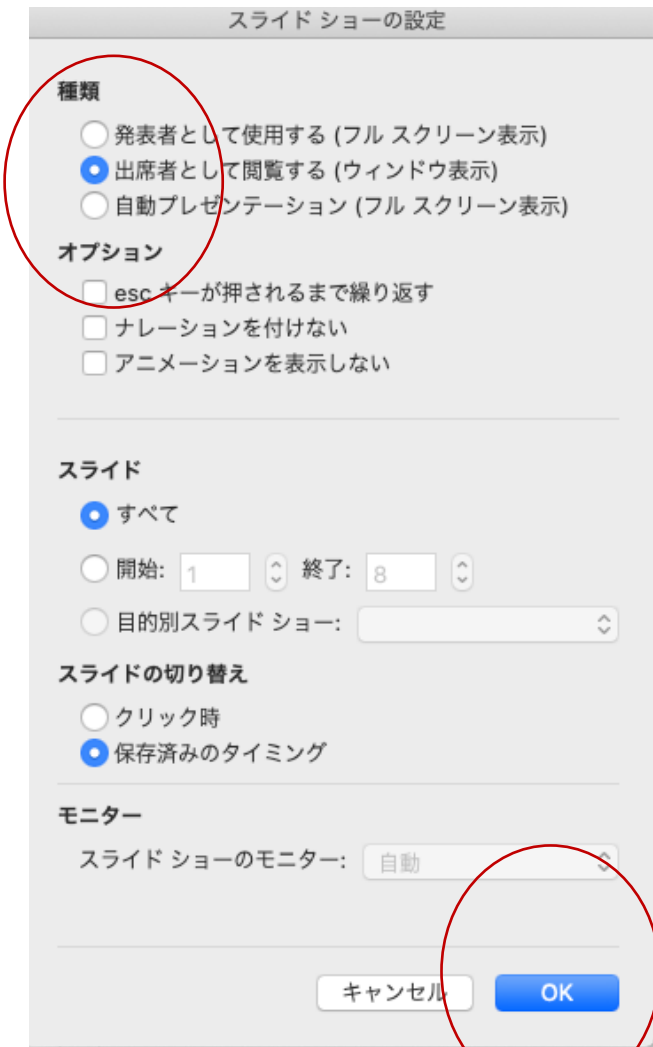 スライド ショーの設定
種類
発表者として使用する (フル スクリーン表示)
出席者として閲覧する (ウィンドウ表示)
自動プレゼンテーション (フル スクリーン表示)
オプション
esc キーが押されるまで繰り返す
ナレーションを付けない
アニメーションを表示しない
スライド
すべて
開始: 1 終了: 8
目的別スライド ショー:
スライドの切り替え
クリック時
保存済みのタイミング
モニター
スライド ショーのモニター: 自動
キャンセル OK